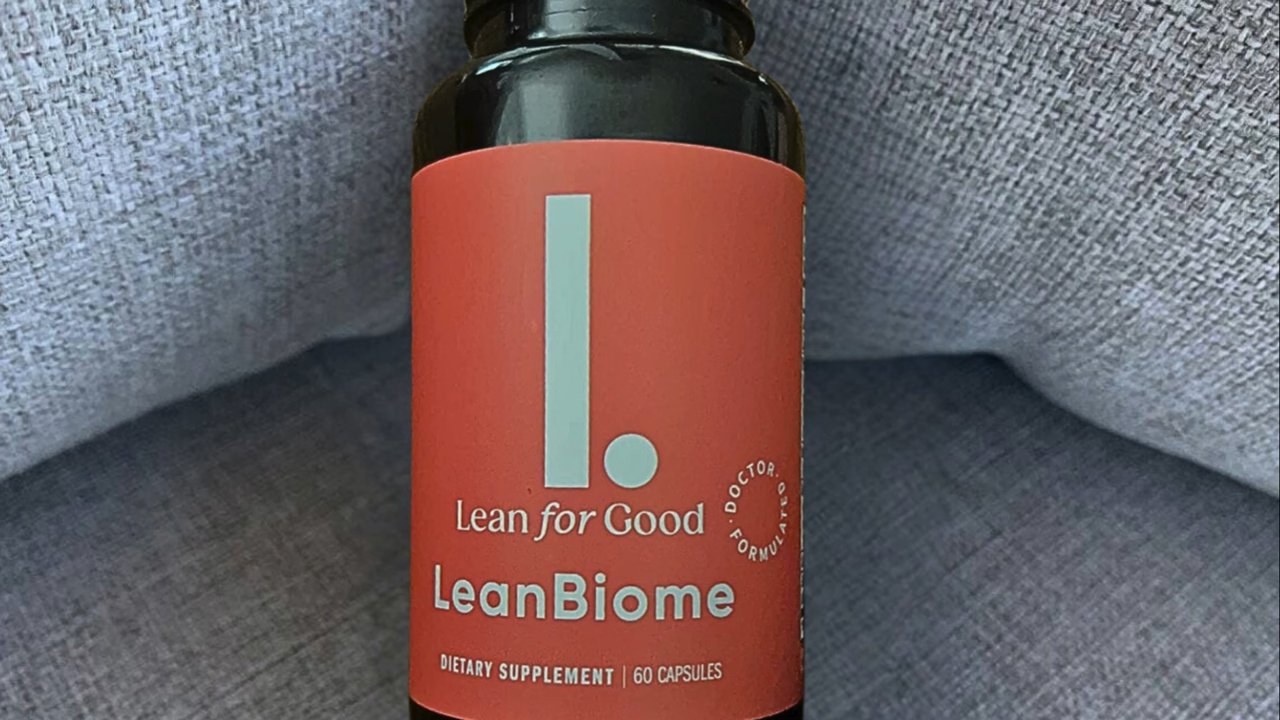 l.
Lean for Good
DOCTOR · FORMULATED ·
LeanBiome
DIETARY SUPPLEMENT | 60 CAPSULES